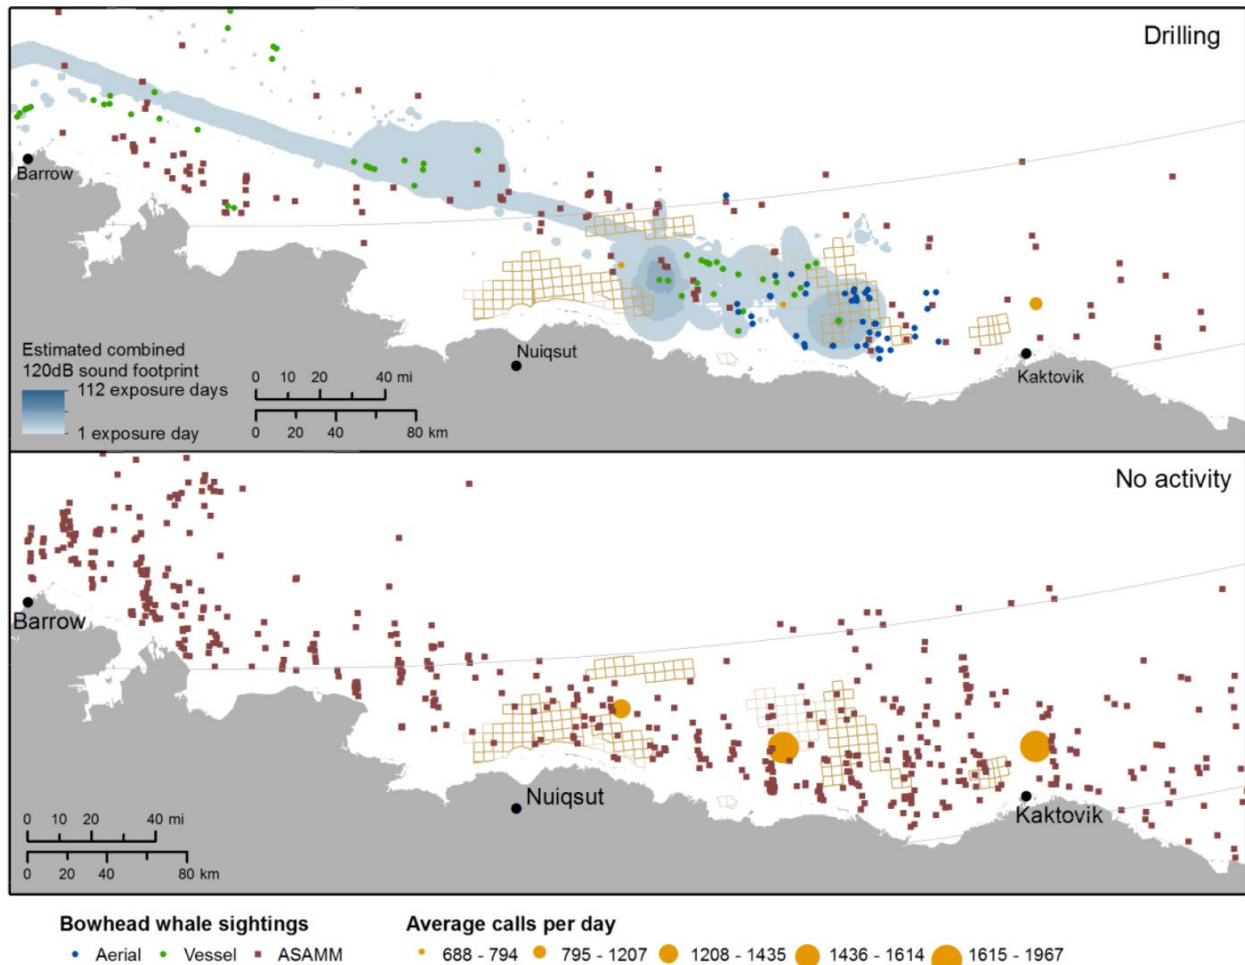 Drilling
Barrow
Nuiqsut
Kaktovik
Estimated combined
120dB sound footprint
112 exposure days
1 exposure day
0 10 20 40 mi
0 20 40 80 km
No activity
Barrow
Nuiqsut
Kaktovik
0 10 20 40 mi
0 20 40 80 km
Bowhead whale sightings
Aerial Vessel ASAMM
Average calls per day
688 - 794 795 - 1207 1208 - 1435 1436 - 1614 1615 - 1967